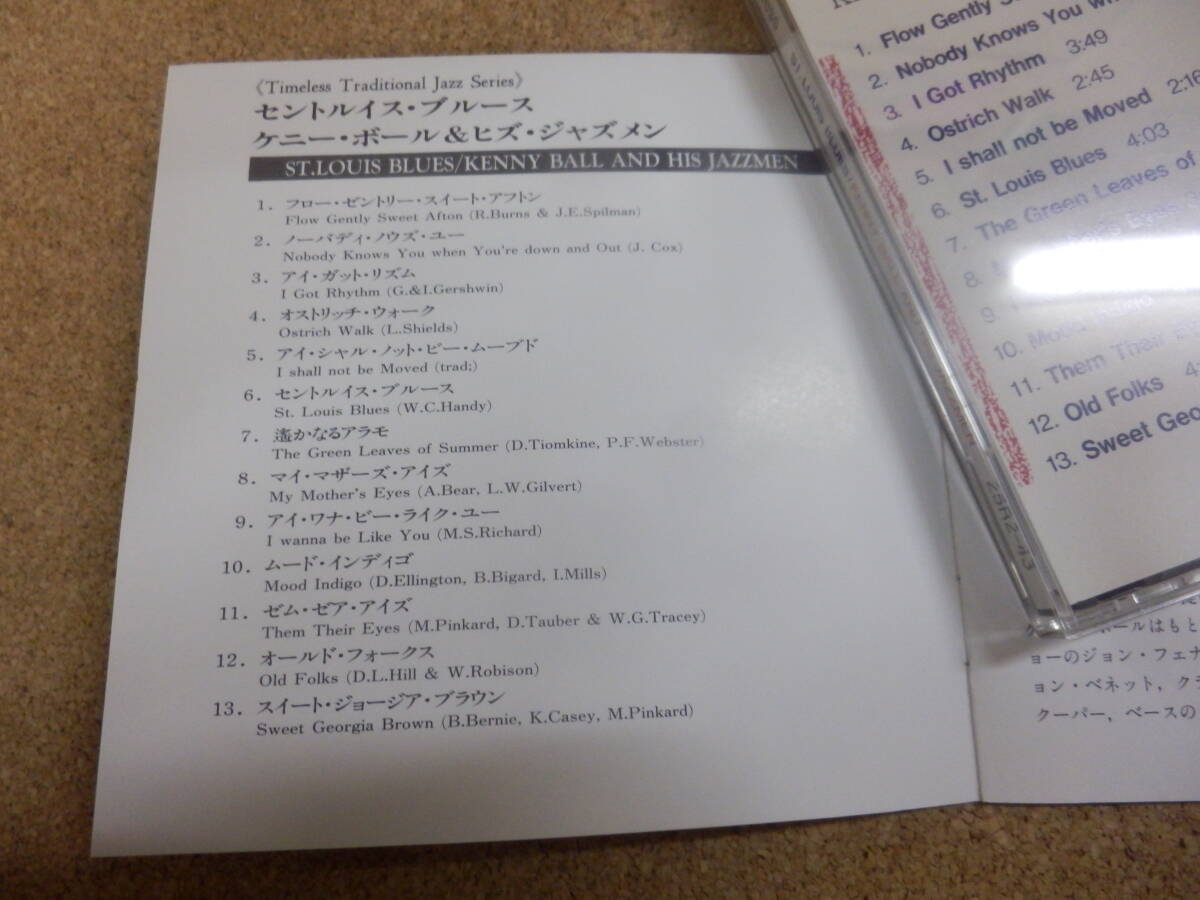 《Timeless Traditional Jazz Series》
セントルイス・ブルース
ケニー・ボール&ヒズ・ジャズメン
ST.LOUIS BLUES/KENNY BALL AND HIS JAZZMEN
1. フロー・ゼントリー・スイート・アフトン
Flow Gently Sweet Afton (R.Burns & J.E.Spilman)
2. ノーバディ・ノウズ・ユー
Nobody Knows You when You're down and Out (J. Cox)
3. アイ・ガット・リズム
I Got Rhythm (G.&I.Gershwin)
4. オストリッチ・ウォーク
Ostrich Walk (L.Shields)
5. アイ・シャル・ノット・ビー・ムーブド
I shall not be Moved (trad;)
6. セントルイス・ブルース
St. Louis Blues (W.C.Handy)
7. 遙かなるアラモ
The Green Leaves of Summer (D.Tiomkine, P.F.Webster)
8. マイ・マザーズ・アイズ
My Mother's Eyes (A.Bear, L.W.Gilvert)
9. アイ・ワナ・ビー・ライク・ユー
I wanna be Like You (M.S.Richard)
10. ムード・インディゴ
Mood Indigo (D.Ellington, B.Bigard, I.Mills)
11. ゼム・ゼア・アイズ
Them Their Eyes (M.Pinkard, D.Tauber & W.G.Tracey)
12. オールド・フォークス
Old Folks (D.L.Hill & W.Robison)
13. スイート・ジョージア・ブラウン
Sweet Georgia Brown (B.Bernie, K.Casey, M.Pinkard)
1. Flow Gently
2. Nobody Knows You
3. I Got Rhythm 3:49
4. Ostrich Walk 2:45
5. I shall not be Moved 2:16
6. St. Louis Blues 4:03
7. The Green Leaves of
8.
9.
10. Mood
11. Them Their
12. Old Folks
13. Sweet Geo
25R2-43
ボールはもと
ョーのジョン・フェナ
ョン・ベネット, クラ
クーパー, ベースの